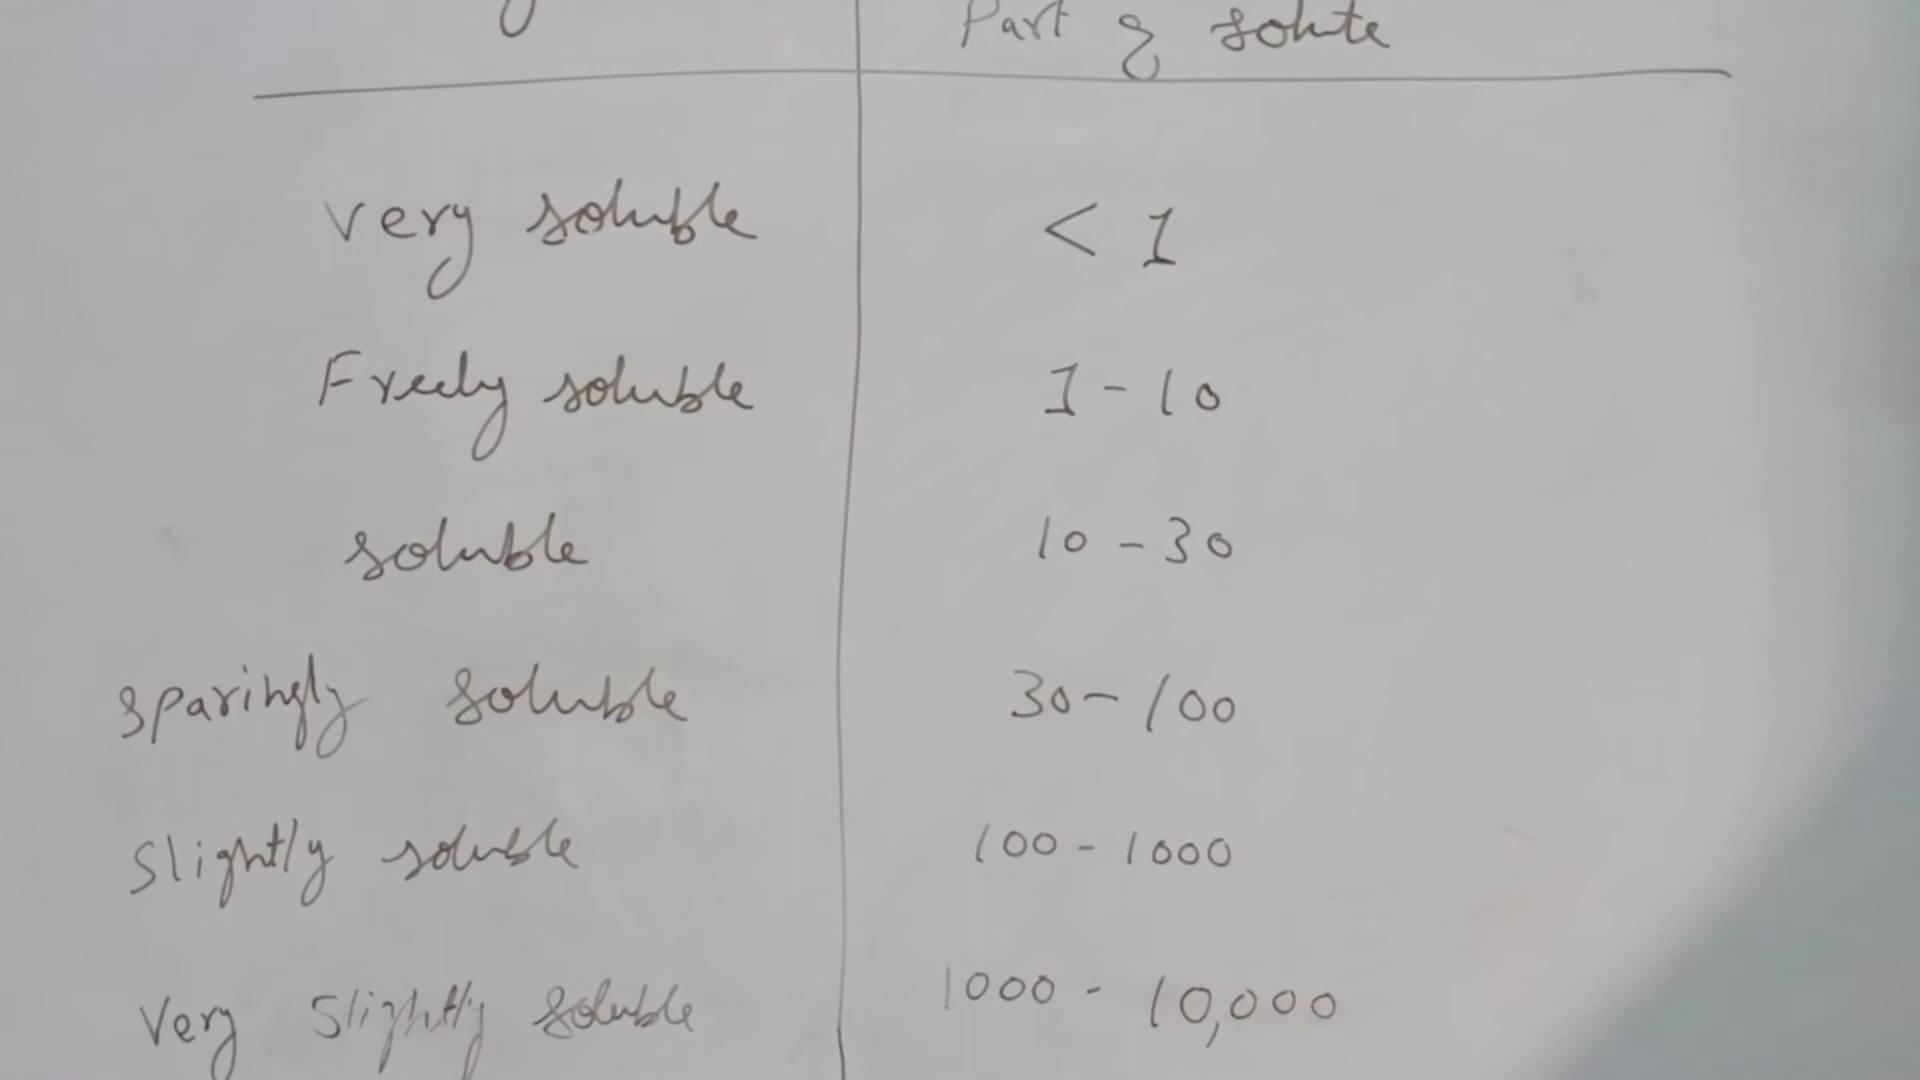 Part of solute
Very soluble < 1
Freely soluble 1 - 10
soluble 10 - 30
sparingly soluble 30 - 100
Slightly soluble 100 - 1000
Very Slightly soluble 1000 - 10,000